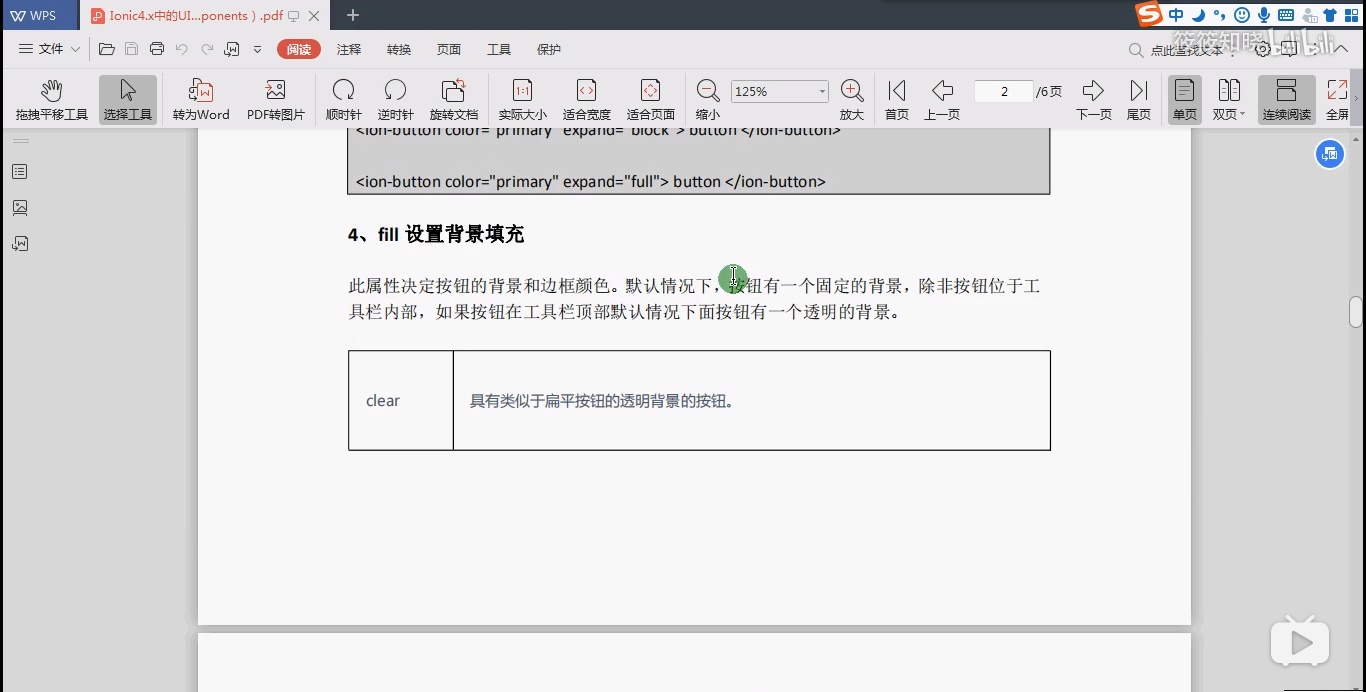 WPS
Ionic4.x中的UI...ponents）.pdf
中
文件
阅读
注释
转换
页面
工具
保护
点此查找文本
筱筱知晓
bilibili
拖拽平移工具
选择工具
转为Word
PDF转图片
顺时针
逆时针
旋转文档
1:1
实际大小
适合宽度
适合页面
缩小
125%
放大
首页
上一页
2
/6页
下一页
尾页
单页
双页
连续阅读
全屏
<ion-button color="primary" expand="block"> button </ion-button>
<ion-button color="primary" expand="full"> button </ion-button>
4、fill 设置背景填充
此属性决定按钮的背景和边框颜色。默认情况下，按钮有一个固定的背景，除非按钮位于工
具栏内部，如果按钮在工具栏顶部默认情况下面按钮有一个透明的背景。
clear
具有类似于扁平按钮的透明背景的按钮。